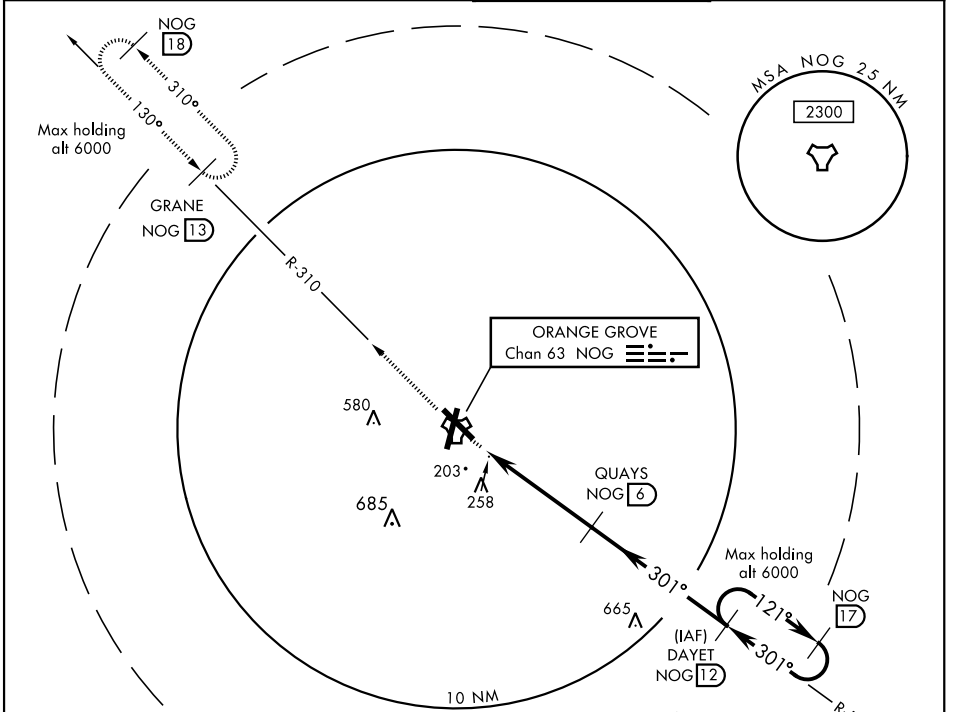 NOG
18
310°
130°
Max holding
alt 6000
GRANE
NOG 13
R-310
MSA NOG 25 NM
2300
ORANGE GROVE
Chan 63 NOG
580
203
258
685
QUAYS
NOG 6
301°
Max holding
alt 6000
121°
NOG
17
301°
665
(IAF)
DAYET
NOG 12
10 NM